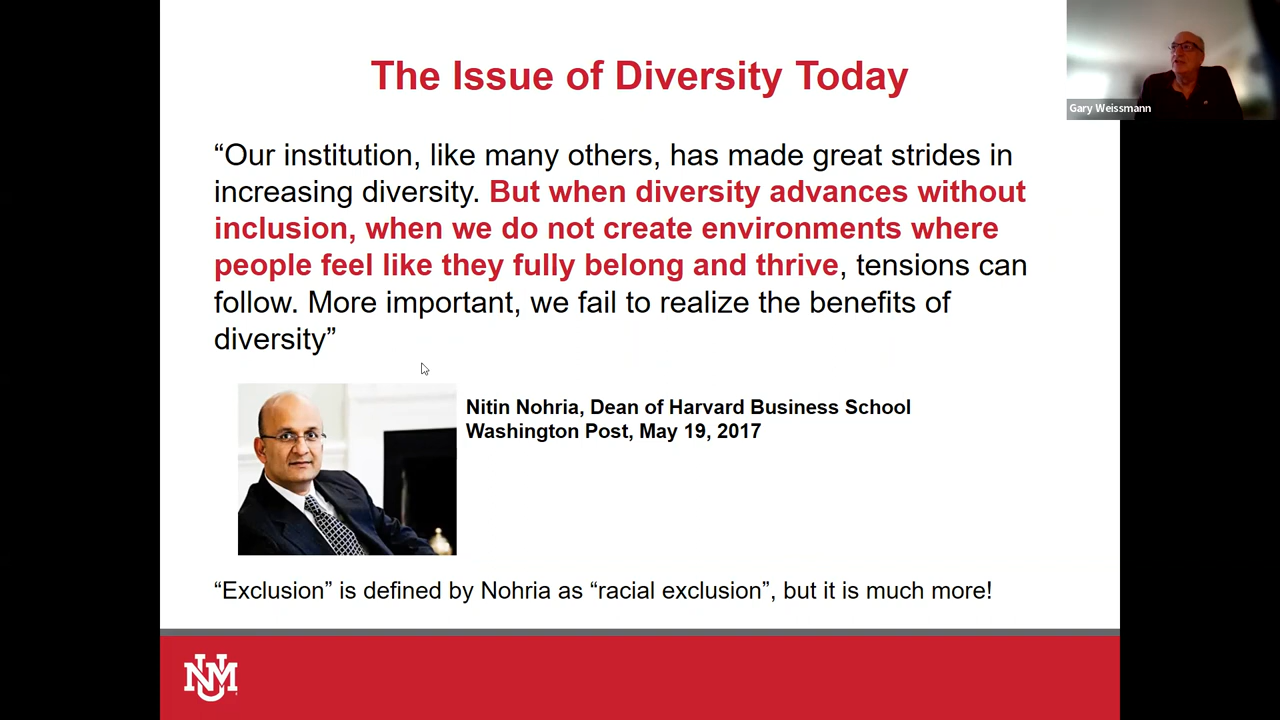 The Issue of Diversity Today
Gary Weissmann
“Our institution, like many others, has made great strides in
increasing diversity. But when diversity advances without
inclusion, when we do not create environments where
people feel like they fully belong and thrive, tensions can
follow. More important, we fail to realize the benefits of
diversity”
Nitin Nohria, Dean of Harvard Business School
Washington Post, May 19, 2017
“Exclusion” is defined by Nohria as “racial exclusion”, but it is much more!
UNM